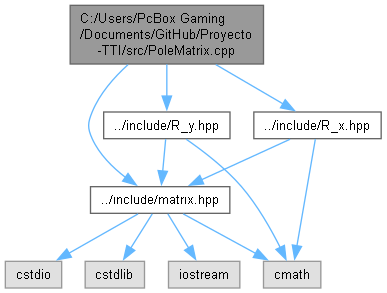 C:/Users/PcBox Gaming
/Documents/GitHub/Proyecto
-TTI/src/PoleMatrix.cpp
../include/R_y.hpp
../include/R_x.hpp
../include/matrix.hpp
cstdio
cstdlib
iostream
cmath